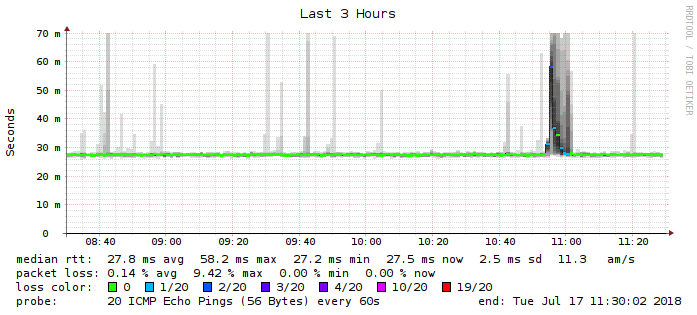 Last 3 Hours
RRDTOOL / TOBI OETIKER
Seconds
70 m
60 m
50 m
40 m
30 m
20 m
10 m
0
08:40 09:00 09:20 09:40 10:00 10:20 10:40 11:00 11:20
median rtt: 27.8 ms avg 58.2 ms max 27.2 ms min 27.5 ms now 2.5 ms sd 11.3 am/s
packet loss: 0.14 % avg 9.42 % max 0.00 % min 0.00 % now
loss color: 0 1/20 2/20 3/20 4/20 10/20 19/20
probe: 20 ICMP Echo Pings (56 Bytes) every 60s end: Tue Jul 17 11:30:02 2018